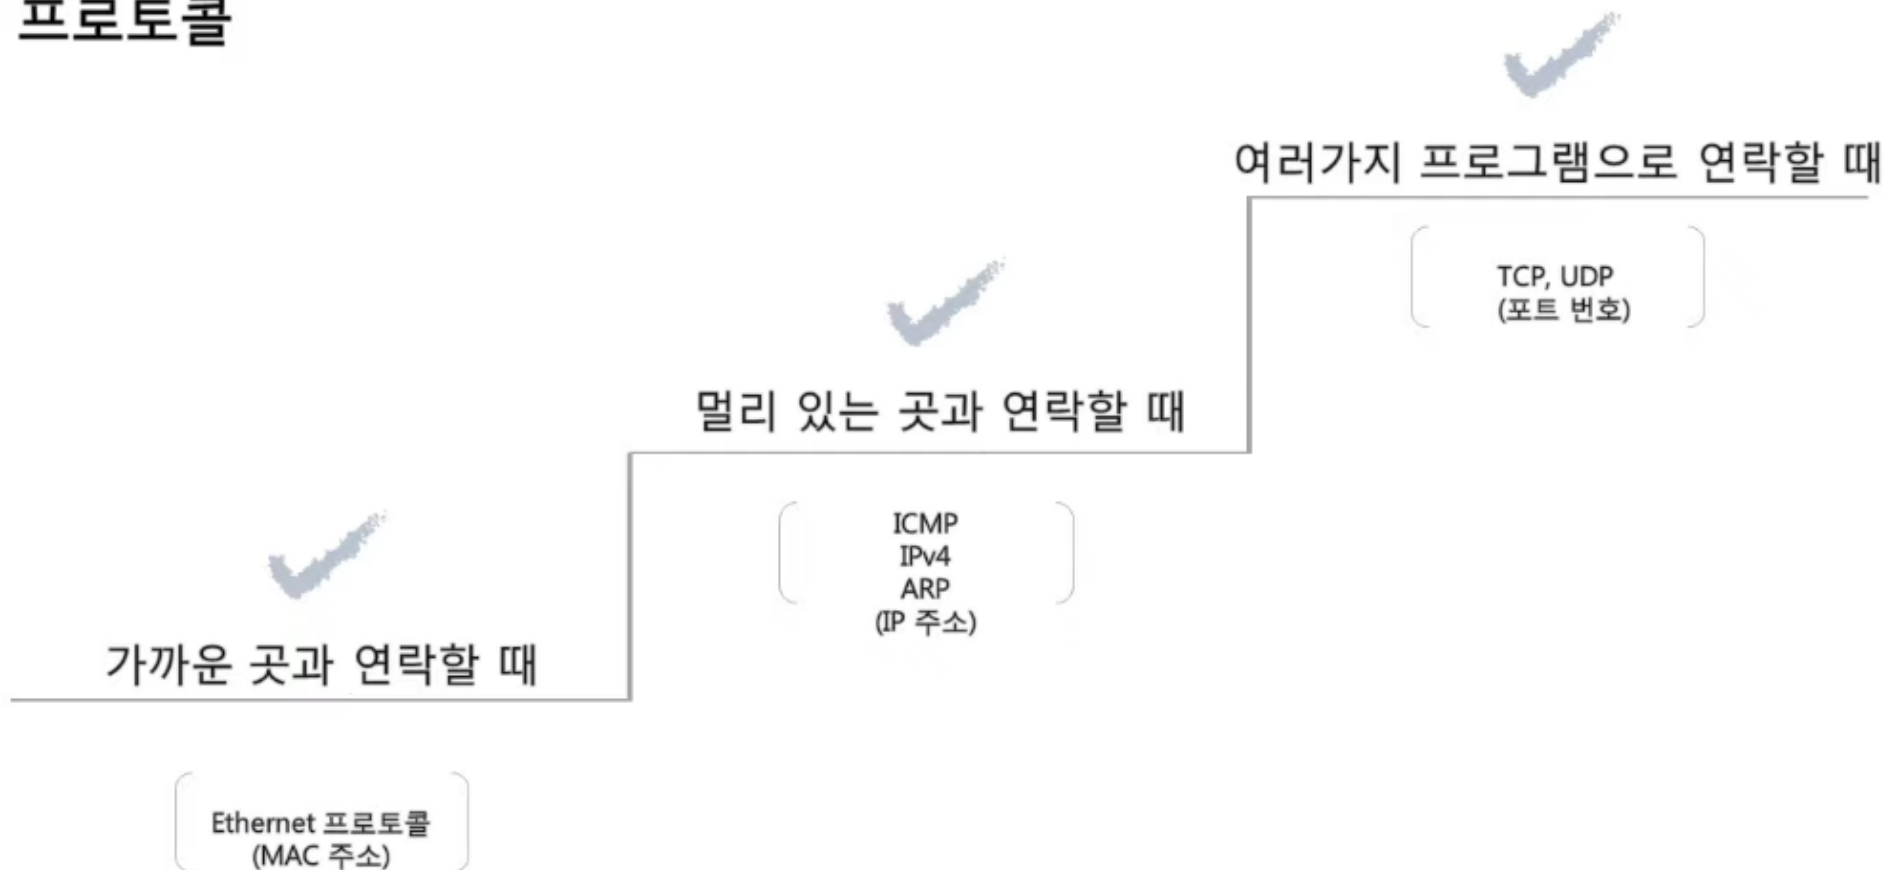 프로토콜
여러가지 프로그램으로 연락할 때
TCP, UDP
(포트 번호)
멀리 있는 곳과 연락할 때
ICMP
IPv4
ARP
(IP 주소)
가까운 곳과 연락할 때
Ethernet 프로토콜
(MAC 주소)